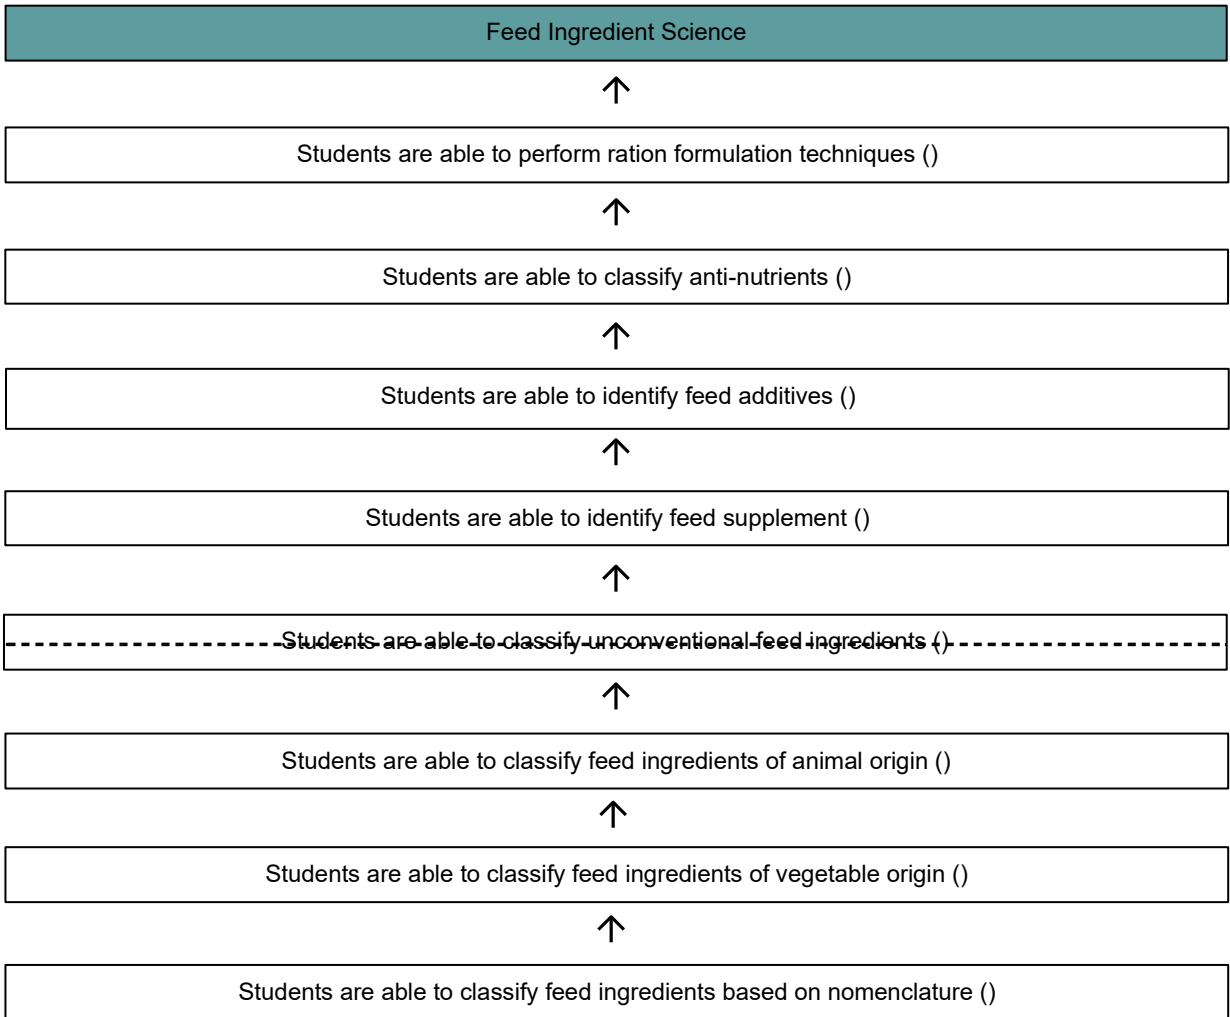 Feed Ingredient Science
Students are able to perform ration formulation techniques ()
Students are able to classify anti-nutrients ()
Students are able to identify feed additives ()
Students are able to identify feed supplement ()
Students are able to classify unconventional feed ingredients ()
Students are able to classify feed ingredients of animal origin ()
Students are able to classify feed ingredients of vegetable origin ()
Students are able to classify feed ingredients based on nomenclature ()